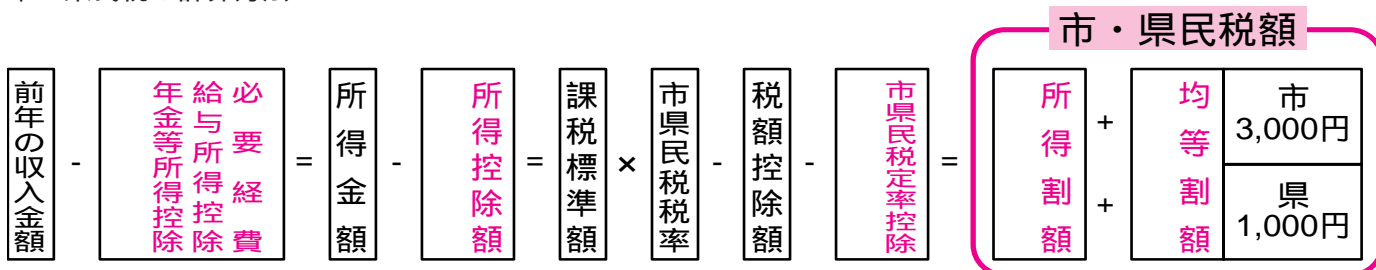 市・県民税額
前年の収入金額
-
必要経費
給与所得控除
年金等所得控除
=
所得金額
-
所得控除額
=
課税標準額
×
市県民税税率
-
税額控除額
-
市県民税定率控除
=
所得割額
+
+
均等割額
市
3,000円
県
1,000円